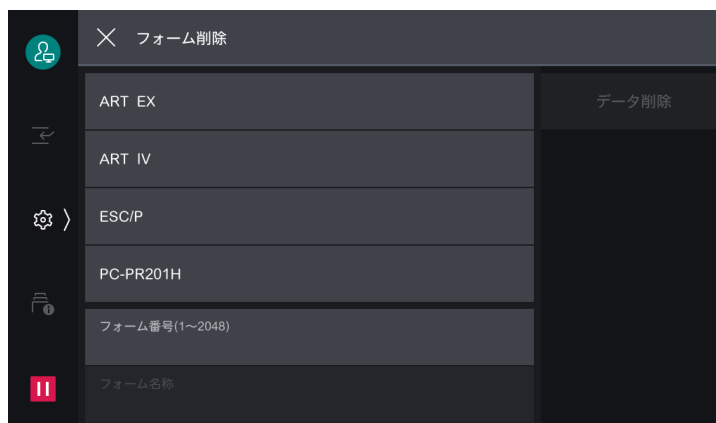 フォーム削除
ART EX
データ削除
ART IV
ESC/P
PC-PR201H
フォーム番号(1～2048)
フォーム名称